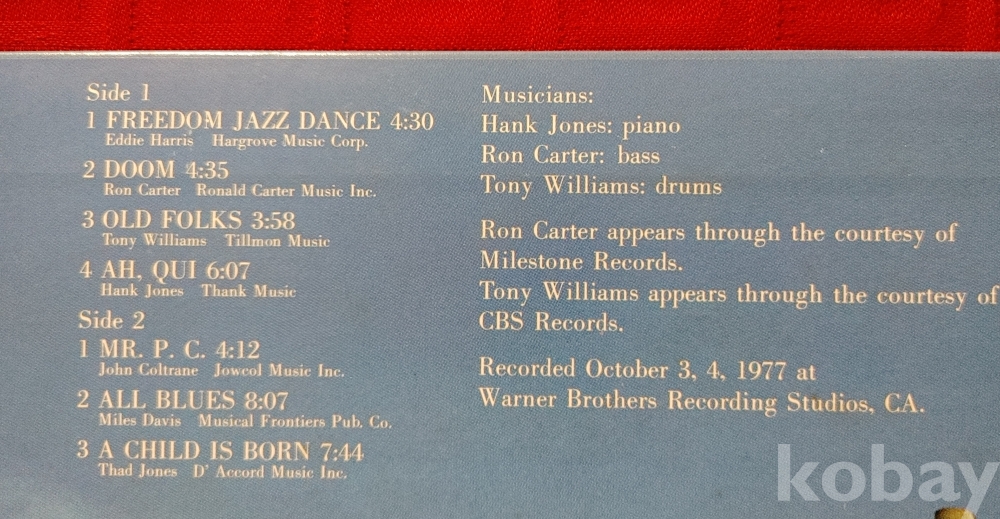 Side 1
1 FREEDOM JAZZ DANCE 4:30
Eddie Harris Hargrove Music Corp.
2 DOOM 4:35
Ron Carter Ronald Carter Music Inc.
3 OLD FOLKS 3:58
Tony Williams Tillmon Music
4 AH, QUI 6:07
Hank Jones Thank Music
Side 2
1 MR. P. C. 4:12
John Coltrane Jowcol Music Inc.
2 ALL BLUES 8:07
Miles Davis Musical Frontiers Pub. Co.
3 A CHILD IS BORN 7:44
Thad Jones D' Accord Music Inc.
Musicians:
Hank Jones: piano
Ron Carter: bass
Tony Williams: drums
Ron Carter appears through the courtesy of
Milestone Records.
Tony Williams appears through the courtesy of
CBS Records.
Recorded October 3, 4, 1977 at
Warner Brothers Recording Studios, CA.
kobay